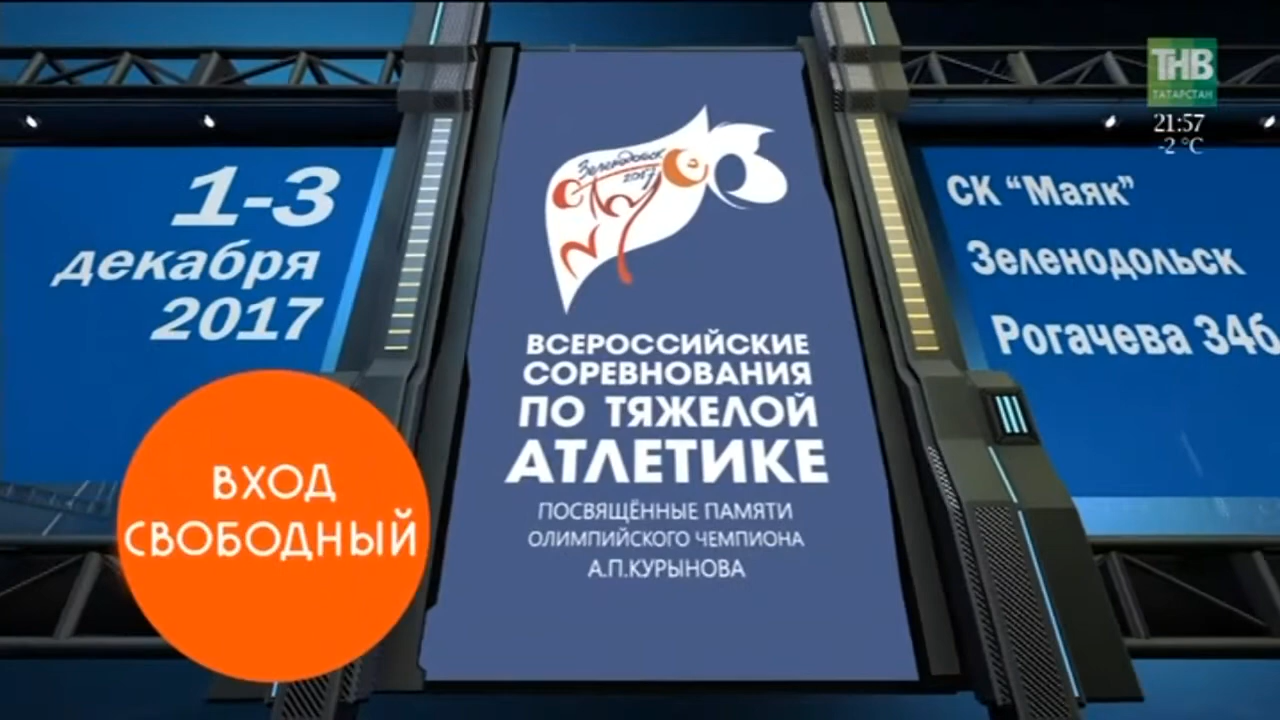 ТНВ
ТАТАРСТАН
21:57
-2 °C
1-3
декабря
2017
Зеленодольск
2017
ВСЕРОССИЙСКИЕ
СОРЕВНОВАНИЯ
ПО ТЯЖЕЛОЙ
АТЛЕТИКЕ
ПОСВЯЩЁННЫЕ ПАМЯТИ
ОЛИМПИЙСКОГО ЧЕМПИОНА
А.П.КУРЫНОВА
СК “Маяк”
Зеленодольск
Рогачева 34б
ВХОД
СВОБОДНЫЙ